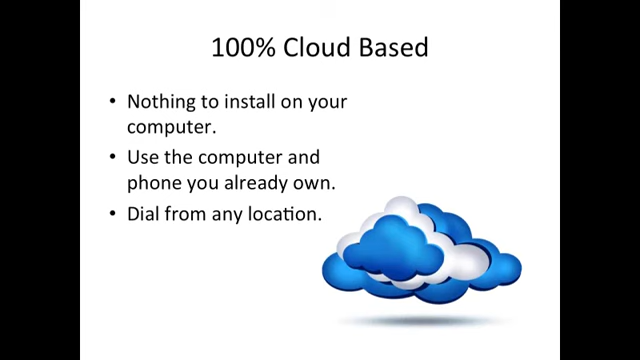 100% Cloud Based
• Nothing to install on your
computer.
• Use the computer and
phone you already own.
• Dial from any location.